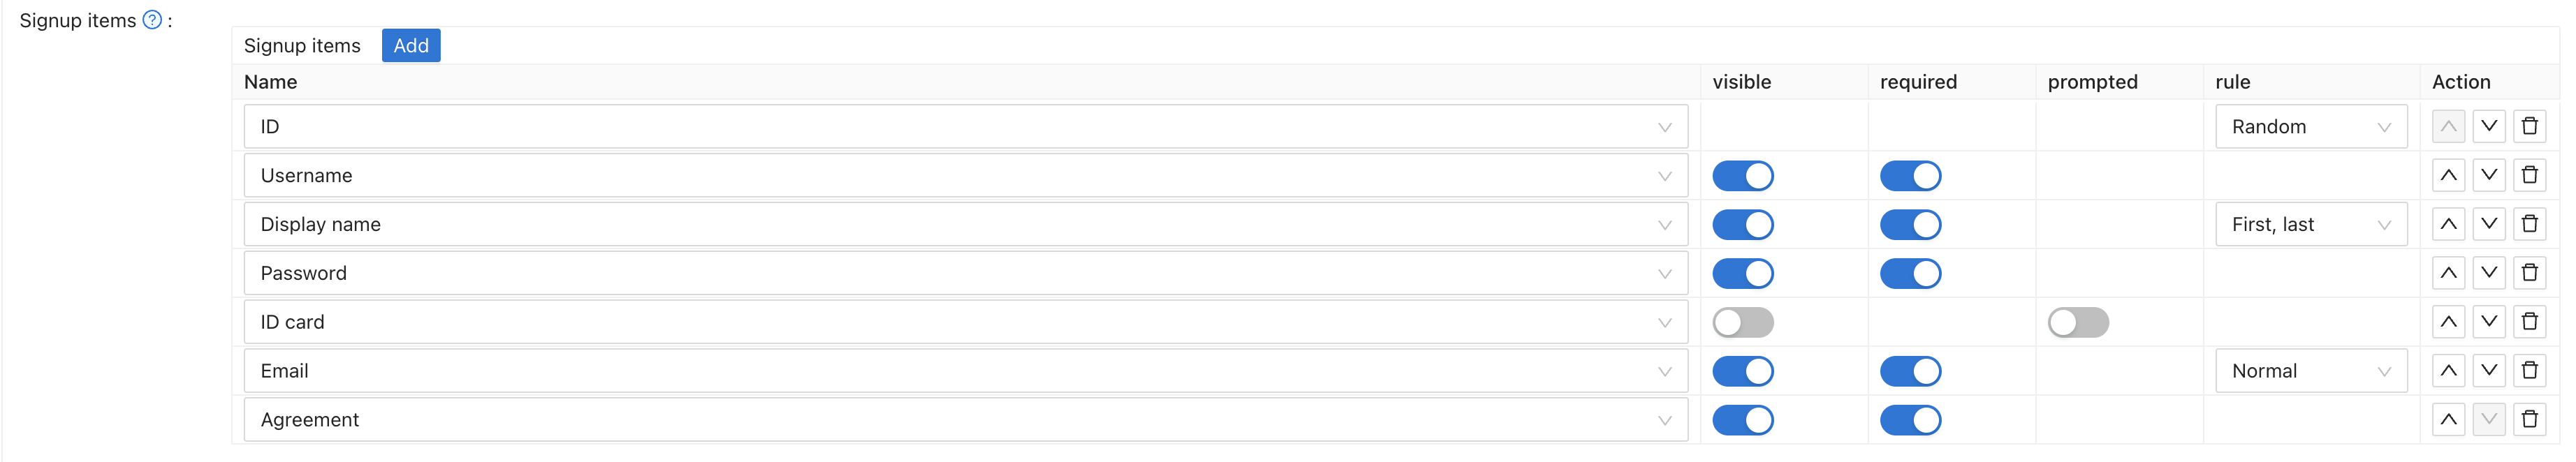 Signup items ? :
Signup items Add
Name visible required prompted rule Action
ID Random
Username
Display name First, last
Password
ID card
Email Normal
Agreement